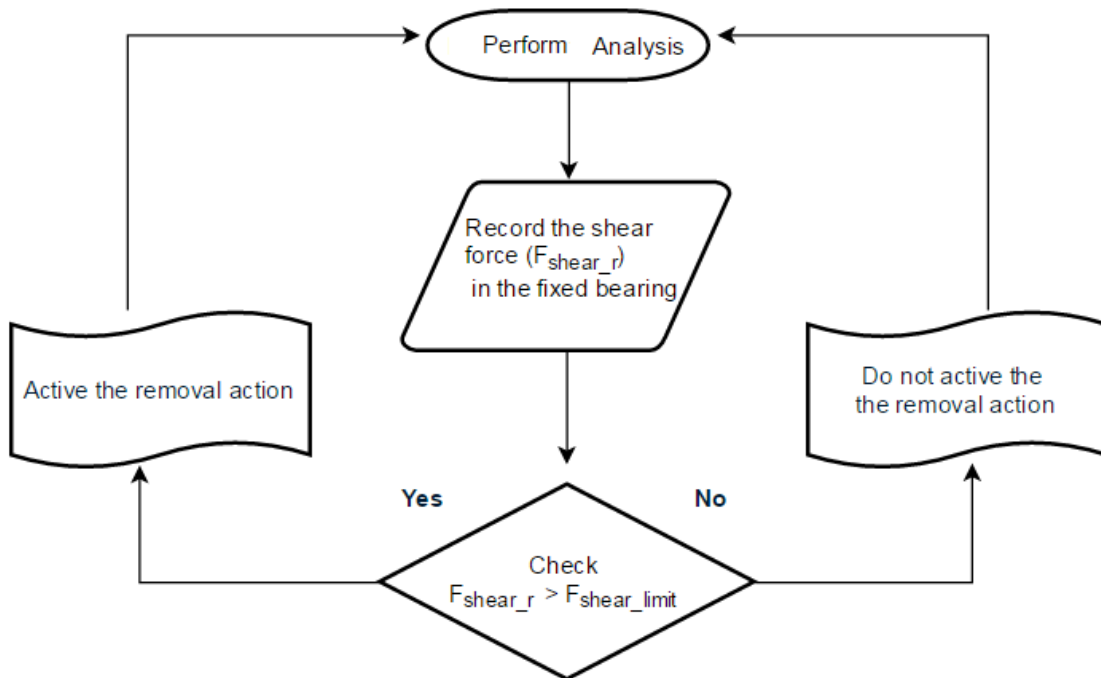 Perform Analysis
Record the shear
force (Fshear_r)
in the fixed bearing
Active the removal action
Do not active the
the removal action
Yes
No
Check
Fshear_r > Fshear_limit